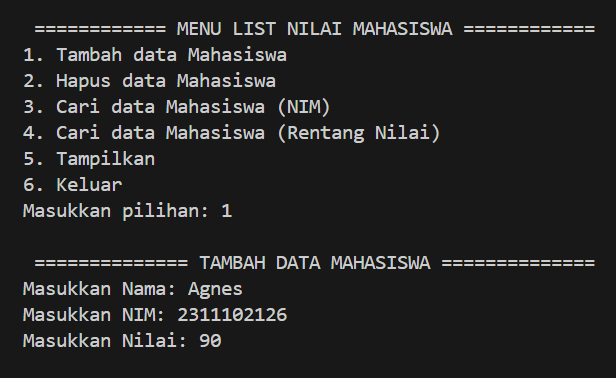 ============ MENU LIST NILAI MAHASISWA ============
1. Tambah data Mahasiswa
2. Hapus data Mahasiswa
3. Cari data Mahasiswa (NIM)
4. Cari data Mahasiswa (Rentang Nilai)
5. Tampilkan
6. Keluar
Masukkan pilihan: 1
============== TAMBAH DATA MAHASISWA ==============
Masukkan Nama: Agnes
Masukkan NIM: 2311102126
Masukkan Nilai: 90